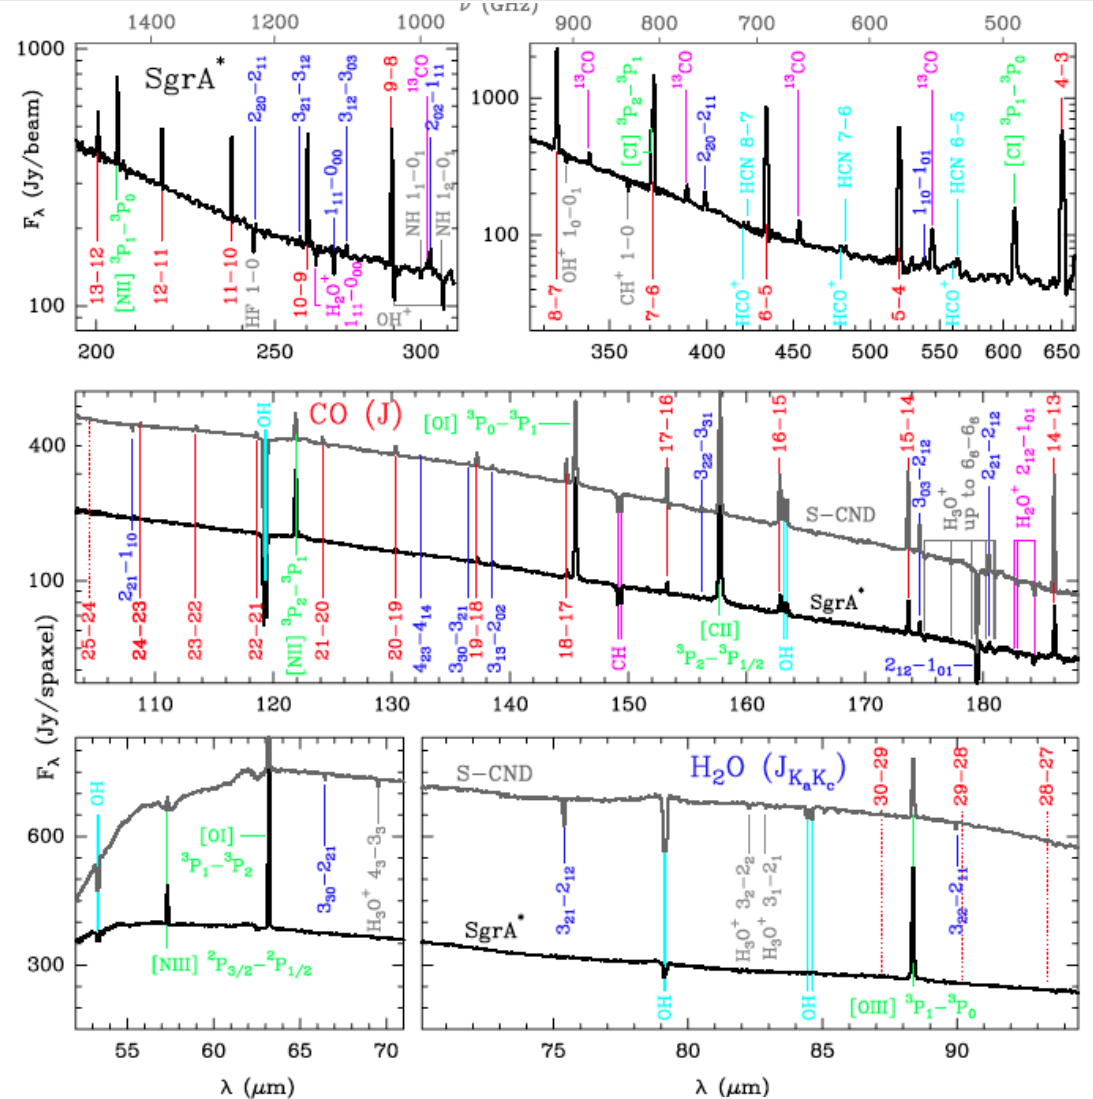 ν (GHz)
1400 1200 1000
900 800 700 600 500
F_λ (Jy/beam)
1000
100
SgrA*
13-12
[NII] ³P₁-³P₀
12-11
11-10
HF 1-0
2₂₀-2₁₁
3₂₁-3₁₂
10-9
H₂O⁺
1₁₁-0₀₀
1₁₁-0₀₀
3₁₂-3₀₃
9-8
OH⁺
NH 1₁-0₁
¹³CO
2₀₂-1₁₁
NH 1₂-0₁
200 250 300
1000
100
8-7
OH⁺ 1₀-0₁
¹³CO
CH⁺ 1-0
[CI] ³P₂-³P₁
7-6
¹³CO
2₂₀-2₁₁
HCN 8-7
HCO⁺
6-5
¹³CO
HCN 7-6
HCO⁺
5-4
1₁₀-1₀₁
¹³CO
HCN 6-5
HCO⁺
[CI] ³P₁-³P₀
4-3
350 400 450 500 550 600 650
F_λ (Jy/spaxel)
400
100
CO (J)
25-24
2₂₁-1₁₀
24-23
23-22
22-21
OH
[NII] ³P₂-³P₁
21-20
20-19
4₂₃-4₁₄
3₃₀-3₂₁
19-18
3₁₃-2₀₂
[OI] ³P₀-³P₁
18-17
CH
17-16
3₂₂-3₃₁
[CII]
³P₂-³P₁/₂
16-15
OH
S-CND
SgrA*
15-14
3₀₃-2₁₂
2₁₂-1₀₁
H₃O⁺
up to 6₆-6₆
2₂₁-2₁₂
H₂O⁺ 2₁₂-1₀₁
14-13
110 120 130 140 150 160 170 180
600
300
OH
[OI]
³P₁-³P₂
[NIII] ²P₃/₂-²P₁/₂
3₃₀-2₂₁
H₃O⁺ 4₃-3₃
55 60 65 70
λ (μm)
S-CND
H₂O (J_KₐK_c)
SgrA*
3₂₁-2₁₂
OH
H₃O⁺ 3₂-2₂
H₃O⁺ 3₁-2₁
OH
30-29
[OIII] ³P₁-³P₀
3₂₂-2₁₁
29-28
28-27
75 80 85 90
λ (μm)